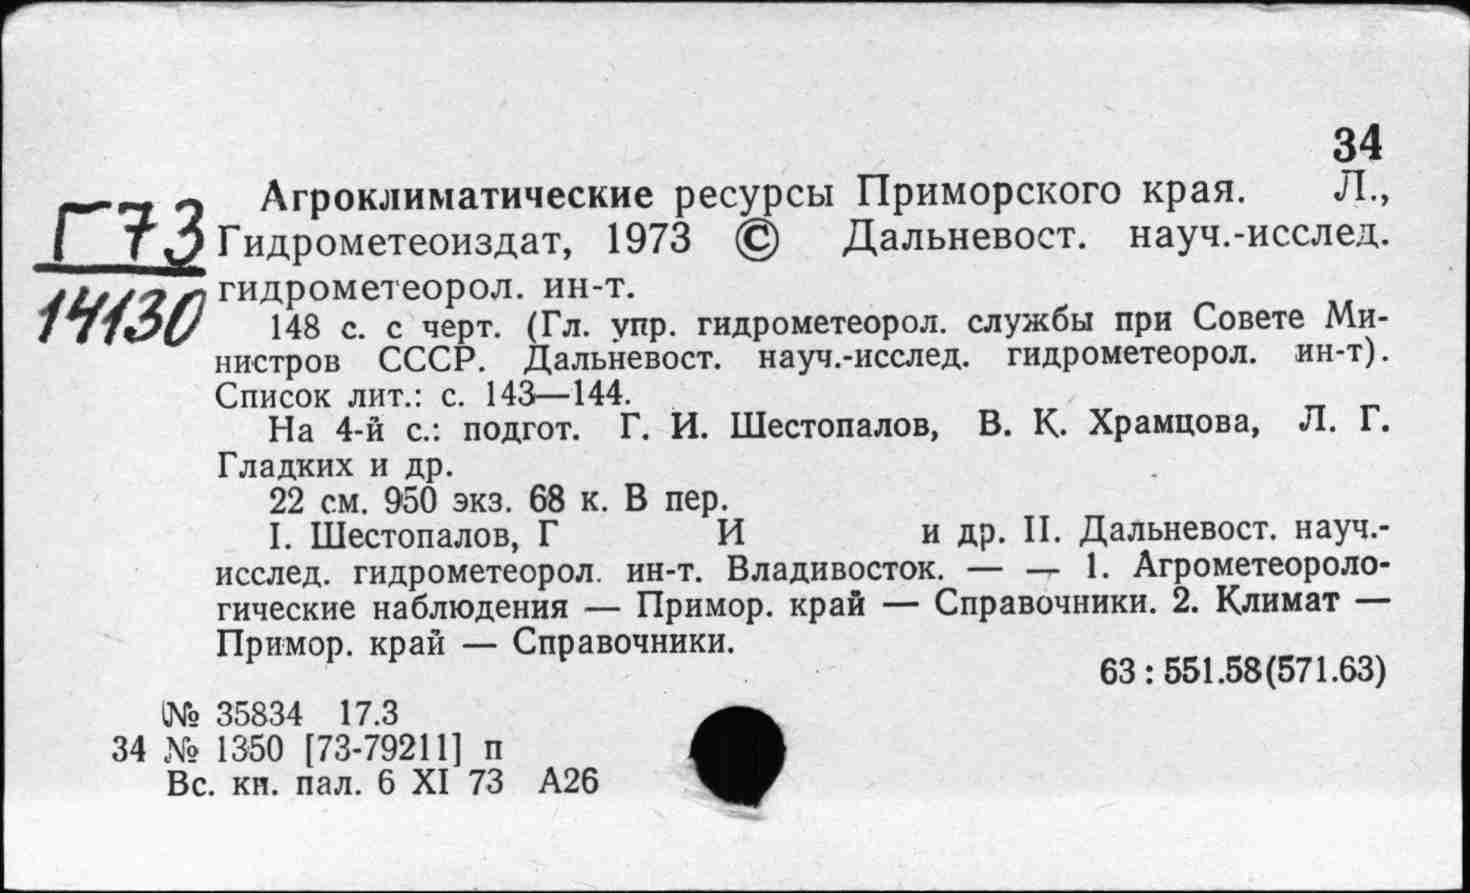 34
Г73
14130
Агроклиматические ресурсы Приморского края. Л.,
Гидрометеоиздат, 1973 © Дальневост. науч.-исслед.
гидрометеорол. ин-т.
148 с. с черт. (Гл. упр. гидрометеорол. службы при Совете Ми-
нистров СССР. Дальневост. науч.-исслед. гидрометеорол. ин-т).
Список лит.: с. 143—144.
На 4-й с.: подгот. Г. И. Шестопалов, В. К. Храмцова, Л. Г.
Гладких и др.
22 см. 950 экз. 68 к. В пер.
I. Шестопалов, Г И и др. II. Дальневост. науч.-
исслед. гидрометеорол. ин-т. Владивосток. — — 1. Агрометеороло-
гические наблюдения — Примор. край — Справочники. 2. Климат —
Примор. край — Справочники.
63 : 551.58(571.63)
№ 35834 17.3
34 № 1350 [73-79211] п
Вс. кн. пал. 6 XI 73 А26